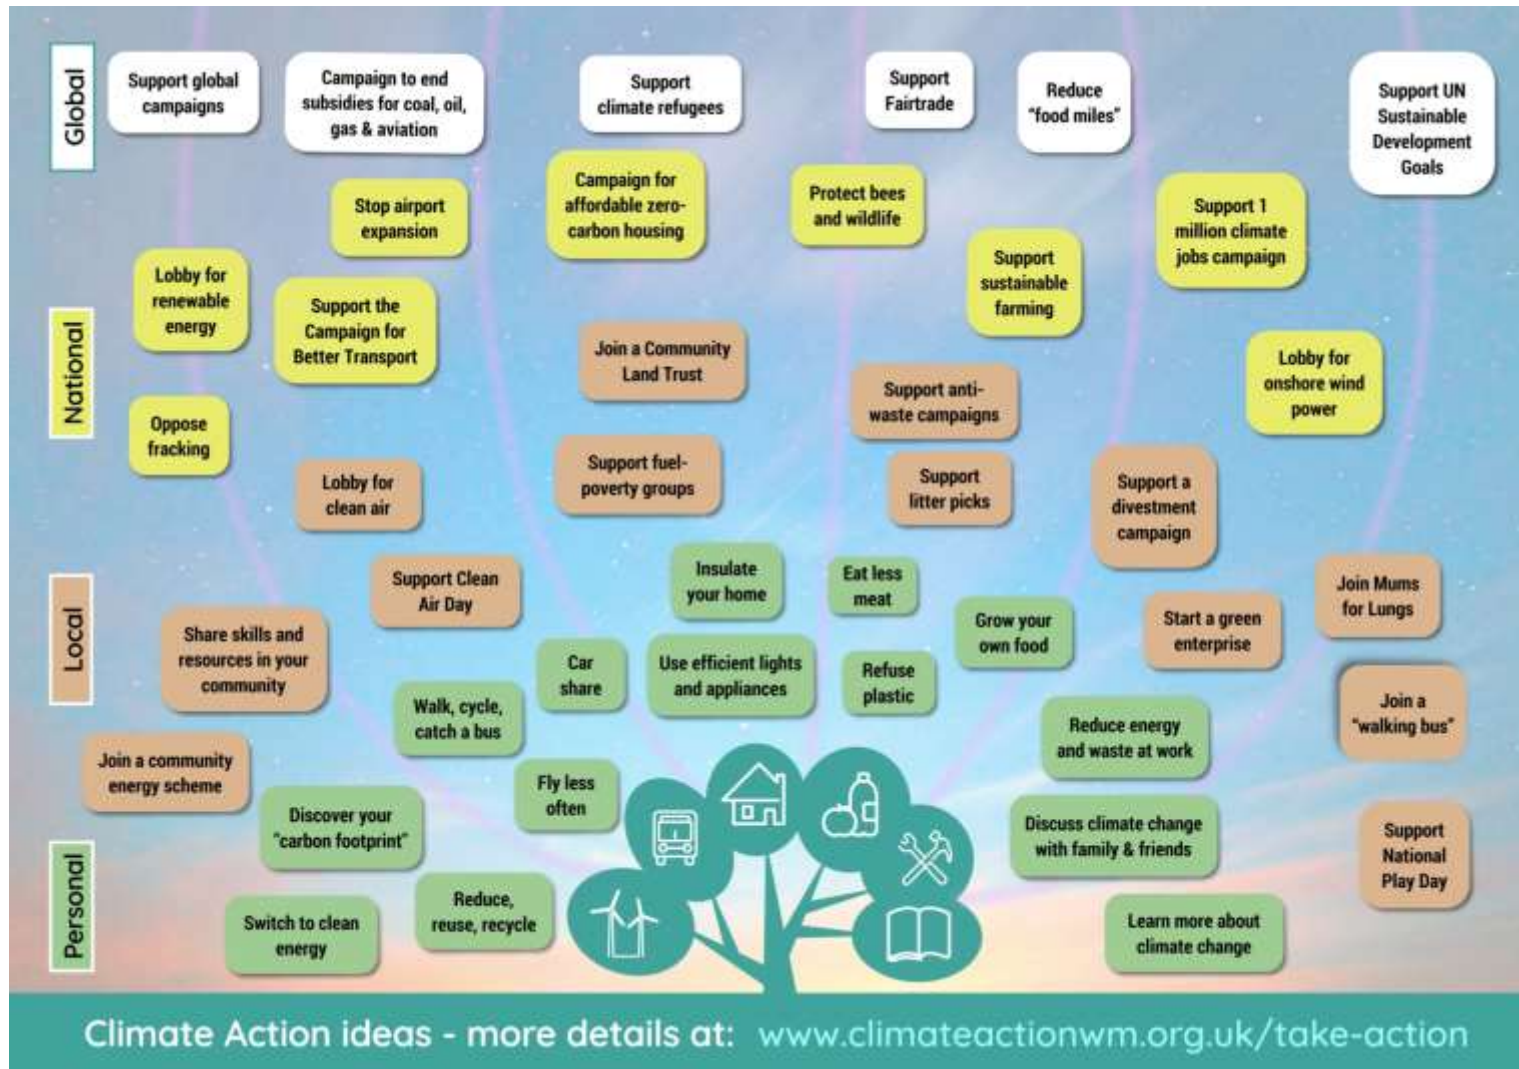 Global
Support global
campaigns
Campaign to end
subsidies for coal, oil,
gas & aviation
Support
climate refugees
Support
Fairtrade
Reduce
"food miles"
Support UN
Sustainable
Development
Goals
National
Stop airport
expansion
Campaign for
affordable zero-
carbon housing
Protect bees
and wildlife
Support 1
million climate
jobs campaign
Lobby for
renewable
energy
Support the
Campaign for
Better Transport
Support
sustainable
farming
Lobby for
onshore wind
power
Oppose
fracking
Join a Community
Land Trust
Support anti-
waste campaigns
Lobby for
clean air
Support fuel-
poverty groups
Support
litter picks
Support a
divestment
campaign
Local
Support Clean
Air Day
Insulate
your home
Eat less
meat
Grow your
own food
Start a green
enterprise
Join Mums
for Lungs
Share skills and
resources in your
community
Car
share
Use efficient lights
and appliances
Refuse
plastic
Walk, cycle,
catch a bus
Reduce energy
and waste at work
Join a
"walking bus"
Join a community
energy scheme
Fly less
often
Personal
Discover your
"carbon footprint"
Discuss climate change
with family & friends
Support
National
Play Day
Switch to clean
energy
Reduce,
reuse, recycle
Learn more about
climate change
Climate Action ideas - more details at: www.climateactionwm.org.uk/take-action